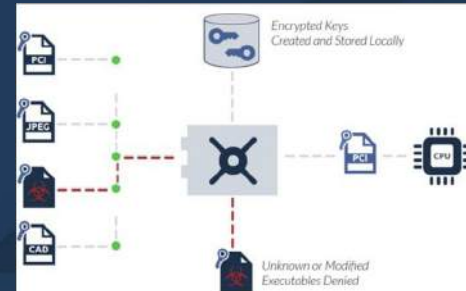 Encrypted Keys
Created and Stored Locally
PCI
JPEG
PCI
CPU
CAD
Unknown or Modified
Executables Denied